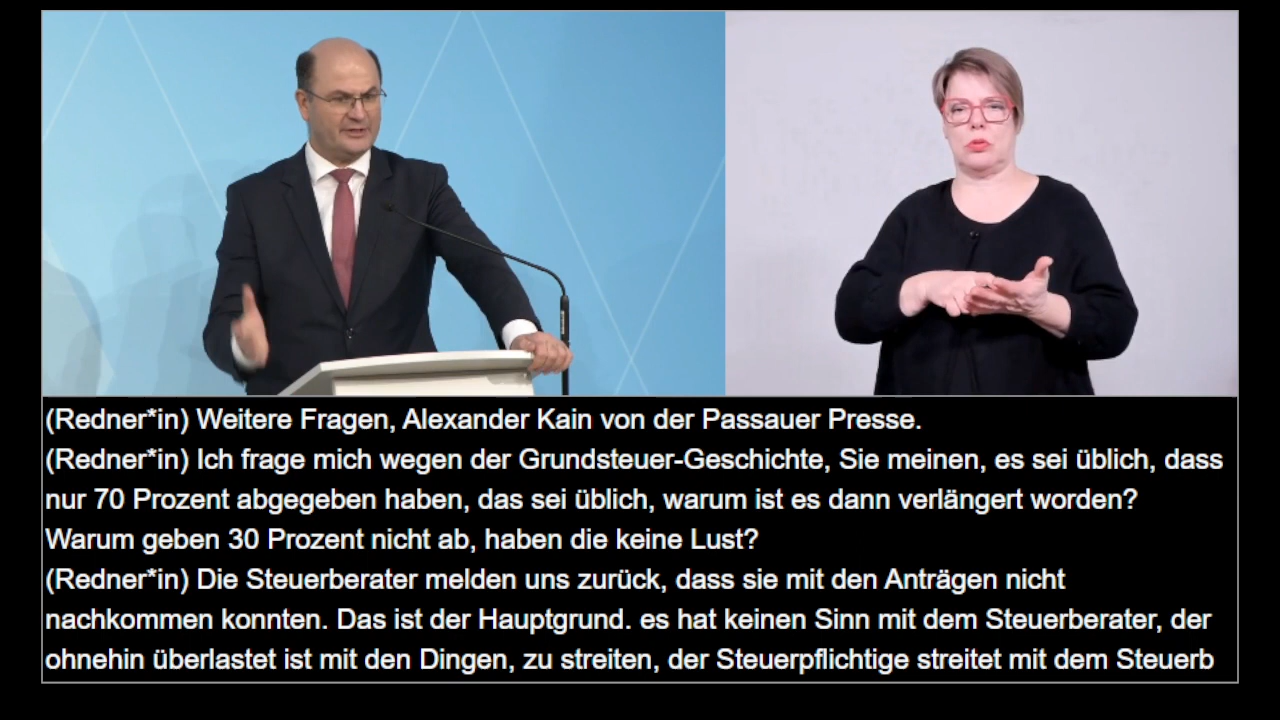 (Redner*in) Weitere Fragen, Alexander Kain von der Passauer Presse.
(Redner*in) Ich frage mich wegen der Grundsteuer-Geschichte, Sie meinen, es sei üblich, dass
nur 70 Prozent abgegeben haben, das sei üblich, warum ist es dann verlängert worden?
Warum geben 30 Prozent nicht ab, haben die keine Lust?
(Redner*in) Die Steuerberater melden uns zurück, dass sie mit den Anträgen nicht
nachkommen konnten. Das ist der Hauptgrund. es hat keinen Sinn mit dem Steuerberater, der
ohnehin überlastet ist mit den Dingen, zu streiten, der Steuerpflichtige streitet mit dem Steuerb